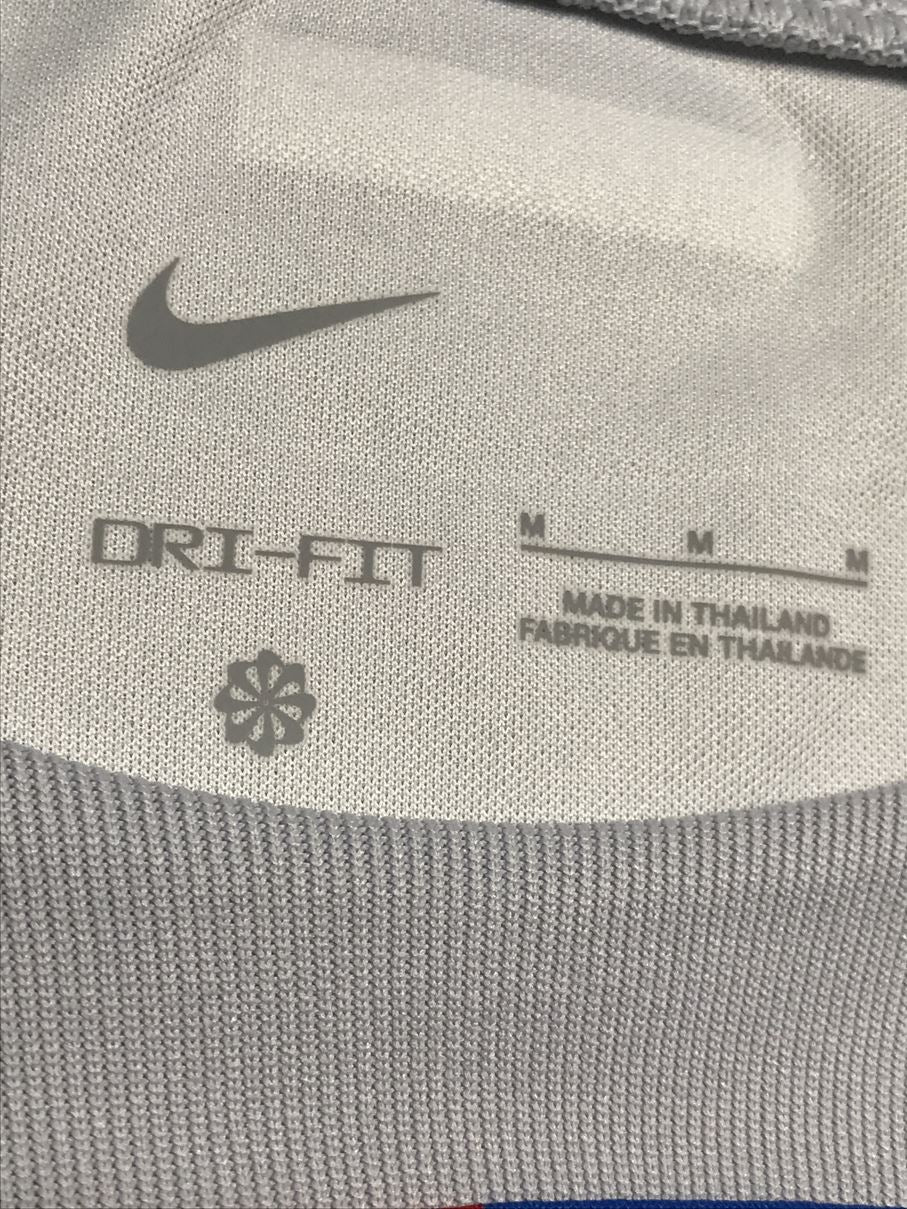 DRI-FIT
M M M
MADE IN THAILAND
FABRIQUE EN THAILANDE